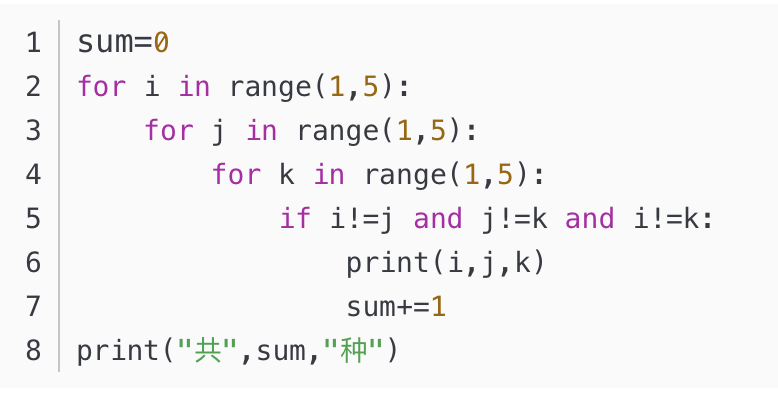 1 sum=0
2 for i in range(1,5):
3     for j in range(1,5):
4         for k in range(1,5):
5             if i!=j and j!=k and i!=k:
6                 print(i,j,k)
7                 sum+=1
8 print("共",sum,"种")